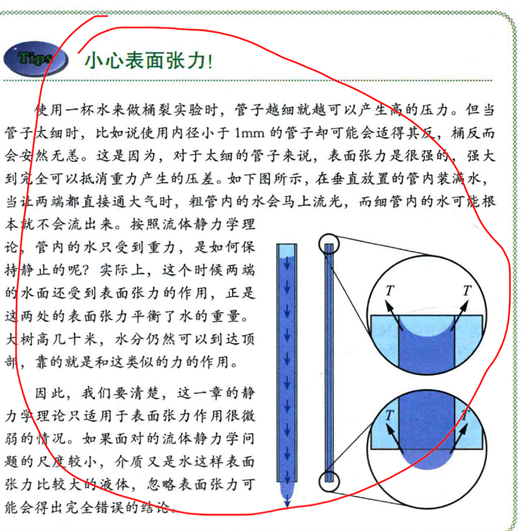 Tips
小心表面张力!
使用一杯水来做桶裂实验时，管子越细就越可以产生高的压力。但当
管子太细时，比如说使用内径小于 1mm 的管子却可能会适得其反，桶反而
会安然无恙。这是因为，对于太细的管子来说，表面张力是很强的，强大
到完全可以抵消重力产生的压差。如下图所示，在垂直放置的管内装满水，
当让两端都直接通大气时，粗管内的水会马上流光，而细管内的水可能根
本就不会流出来。按照流体静力学理
论，管内的水只受到重力，是如何保
持静止的呢？实际上，这个时候两端
的水面还受到表面张力的作用，正是
这两处的表面张力平衡了水的重量。
大树高几十米，水分仍然可以到达顶
部，靠的就是和这类似的力的作用。
因此，我们要清楚，这一章的静
力学理论只适用于表面张力作用很微
弱的情况。如果面对的流体静力学问
题的尺度较小，介质又是水这样表面
张力比较大的液体，忽略表面张力可
能会得出完全错误的结论。
T
T
T
T